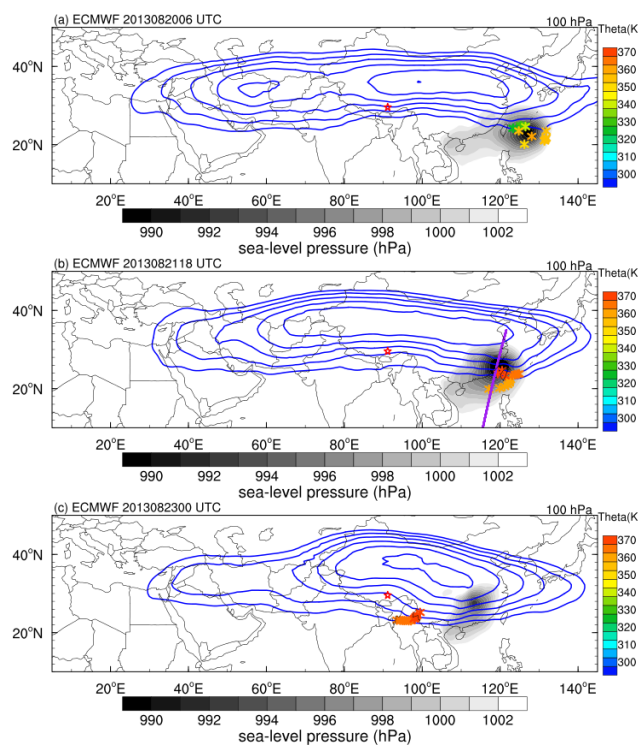 (a) ECMWF 2013082006 UTC 100 hPa
Theta(K
40°N
20°N
370
360
350
340
330
320
310
300
20°E 40°E 60°E 80°E 100°E 120°E 140°E
990 992 994 996 998 1000 1002
sea-level pressure (hPa)
(b) ECMWF 2013082118 UTC 100 hPa
Theta(K
40°N
20°N
370
360
350
340
330
320
310
300
20°E 40°E 60°E 80°E 100°E 120°E 140°E
990 992 994 996 998 1000 1002
sea-level pressure (hPa)
(c) ECMWF 2013082300 UTC 100 hPa
Theta(K
40°N
20°N
370
360
350
340
330
320
310
300
20°E 40°E 60°E 80°E 100°E 120°E 140°E
990 992 994 996 998 1000 1002
sea-level pressure (hPa)